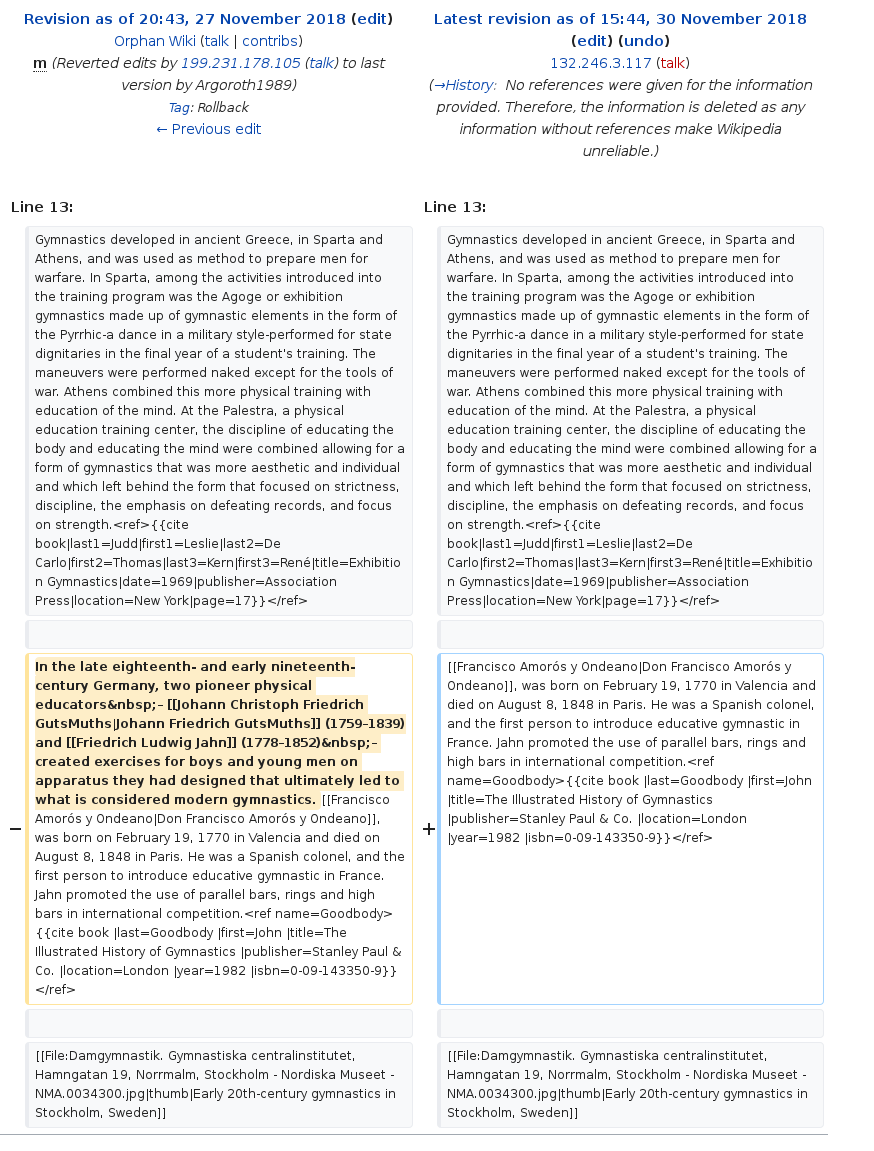 Revision as of 20:43, 27 November 2018 (edit)
Orphan Wiki (talk | contribs)
m (Reverted edits by 199.231.178.105 (talk) to last
version by Argoroth1989)
Tag: Rollback
← Previous edit
Latest revision as of 15:44, 30 November 2018
(edit) (undo)
132.246.3.117 (talk)
(→History:  No references were given for the information
provided. Therefore, the information is deleted as any
information without references make Wikipedia
unreliable.)
Line 13:
Line 13:
Gymnastics developed in ancient Greece, in Sparta and
Athens, and was used as method to prepare men for
warfare. In Sparta, among the activities introduced into
the training program was the Agoge or exhibition
gymnastics made up of gymnastic elements in the form of
the Pyrrhic-a dance in a military style-performed for state
dignitaries in the final year of a student's training. The
maneuvers were performed naked except for the tools of
war. Athens combined this more physical training with
education of the mind. At the Palestra, a physical
education training center, the discipline of educating the
body and educating the mind were combined allowing for a
form of gymnastics that was more aesthetic and individual
and which left behind the form that focused on strictness,
discipline, the emphasis on defeating records, and focus
on strength.<ref>{{cite
book|last1=Judd|first1=Leslie|last2=De
Carlo|first2=Thomas|last3=Kern|first3=René|title=Exhibitio
n Gymnastics|date=1969|publisher=Association
Press|location=New York|page=17}}</ref>
Gymnastics developed in ancient Greece, in Sparta and
Athens, and was used as method to prepare men for
warfare. In Sparta, among the activities introduced into
the training program was the Agoge or exhibition
gymnastics made up of gymnastic elements in the form of
the Pyrrhic-a dance in a military style-performed for state
dignitaries in the final year of a student's training. The
maneuvers were performed naked except for the tools of
war. Athens combined this more physical training with
education of the mind. At the Palestra, a physical
education training center, the discipline of educating the
body and educating the mind were combined allowing for a
form of gymnastics that was more aesthetic and individual
and which left behind the form that focused on strictness,
discipline, the emphasis on defeating records, and focus
on strength.<ref>{{cite
book|last1=Judd|first1=Leslie|last2=De
Carlo|first2=Thomas|last3=Kern|first3=René|title=Exhibitio
n Gymnastics|date=1969|publisher=Association
Press|location=New York|page=17}}</ref>
−
In the late eighteenth- and early nineteenth-
century Germany, two pioneer physical
educators&nbsp;– [[Johann Christoph Friedrich
GutsMuths|Johann Friedrich GutsMuths]] (1759–1839)
and [[Friedrich Ludwig Jahn]] (1778–1852)&nbsp;–
created exercises for boys and young men on
apparatus they had designed that ultimately led to
what is considered modern gymnastics. [[Francisco
Amorós y Ondeano|Don Francisco Amorós y Ondeano]],
was born on February 19, 1770 in Valencia and died on
August 8, 1848 in Paris. He was a Spanish colonel, and the
first person to introduce educative gymnastic in France.
Jahn promoted the use of parallel bars, rings and high
bars in international competition.<ref name=Goodbody>
{{cite book |last=Goodbody |first=John |title=The
Illustrated History of Gymnastics |publisher=Stanley Paul &
Co. |location=London |year=1982 |isbn=0-09-143350-9}}
</ref>
+
[[Francisco Amorós y Ondeano|Don Francisco Amorós y
Ondeano]], was born on February 19, 1770 in Valencia and
died on August 8, 1848 in Paris. He was a Spanish colonel,
and the first person to introduce educative gymnastic in
France. Jahn promoted the use of parallel bars, rings and
high bars in international competition.<ref
name=Goodbody>{{cite book |last=Goodbody |first=John
|title=The Illustrated History of Gymnastics
|publisher=Stanley Paul & Co. |location=London
|year=1982 |isbn=0-09-143350-9}}</ref>
[[File:Damgymnastik. Gymnastiska centralinstitutet,
Hamngatan 19, Norrmalm, Stockholm - Nordiska Museet -
NMA.0034300.jpg|thumb|Early 20th-century gymnastics in
Stockholm, Sweden]]
[[File:Damgymnastik. Gymnastiska centralinstitutet,
Hamngatan 19, Norrmalm, Stockholm - Nordiska Museet -
NMA.0034300.jpg|thumb|Early 20th-century gymnastics in
Stockholm, Sweden]]